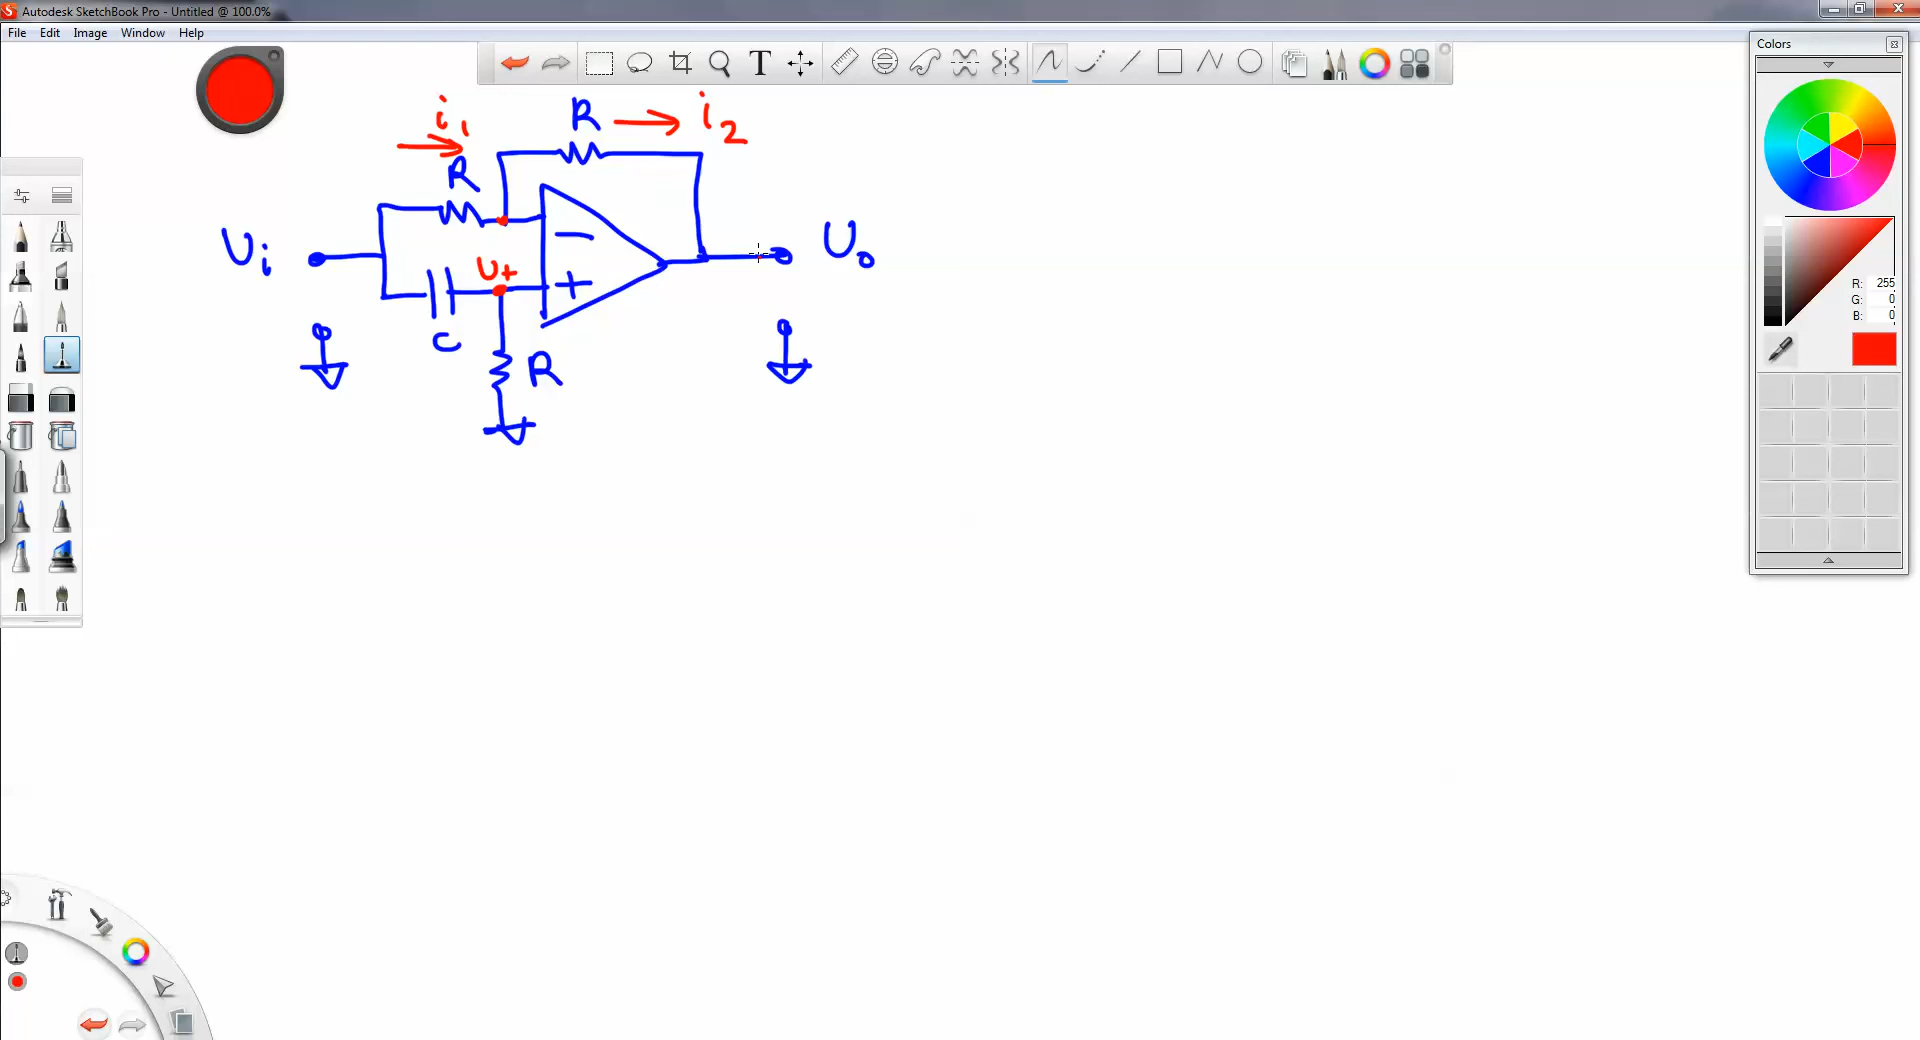 Autodesk SketchBook Pro - Untitled @ 100.0%
File Edit Image Window Help
T
Colors
R: 255
G: 0
B: 0
i1
R
i2
R
Ui
U+
Uo
−
+
C
R